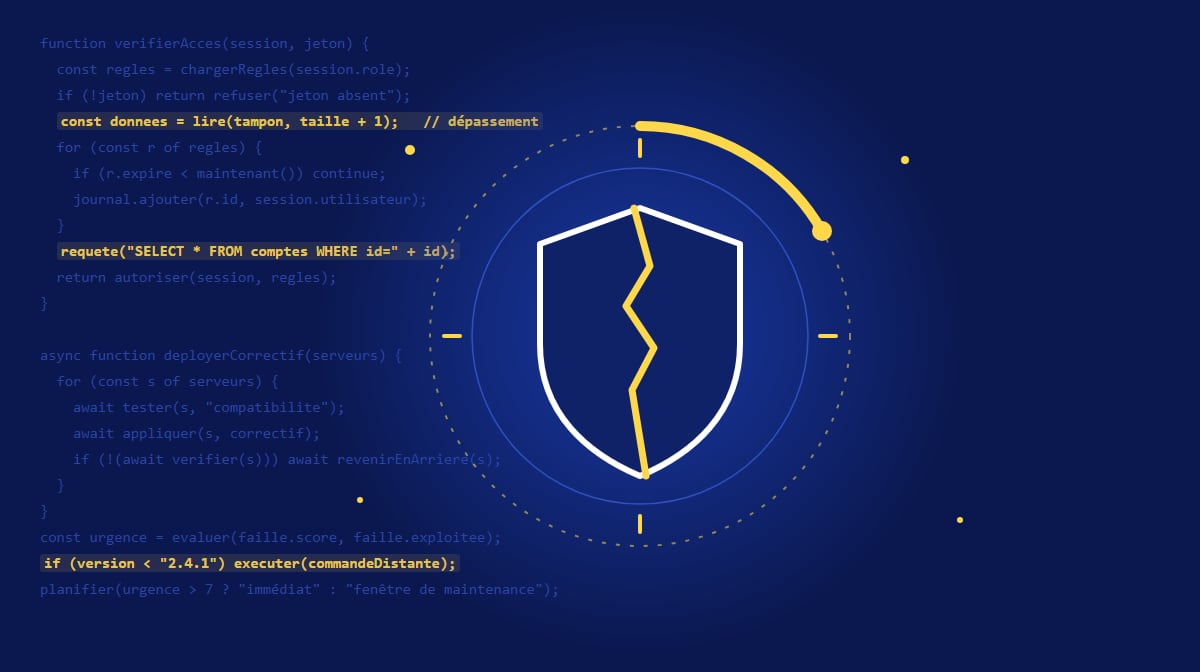 function verifierAcces(session, jeton) {
const regles = chargerRegles(session.role);
if (!jeton) return refuser("jeton absent");
const donnees = lire(tampon, taille + 1);   // dépassement
for (const r of regles) {
if (r.expire < maintenant()) continue;
journal.ajouter(r.id, session.utilisateur);
}
requete("SELECT * FROM comptes WHERE id=" + id);
return autoriser(session, regles);
}
async function deployerCorrectif(serveurs) {
for (const s of serveurs) {
await tester(s, "compatibilite");
await appliquer(s, correctif);
if (!(await verifier(s))) await revenirEnArriere(s);
}
}
const urgence = evaluer(faille.score, faille.exploitee);
if (version < "2.4.1") executer(commandeDistante);
planifier(urgence > 7 ? "immédiat" : "fenêtre de maintenance");